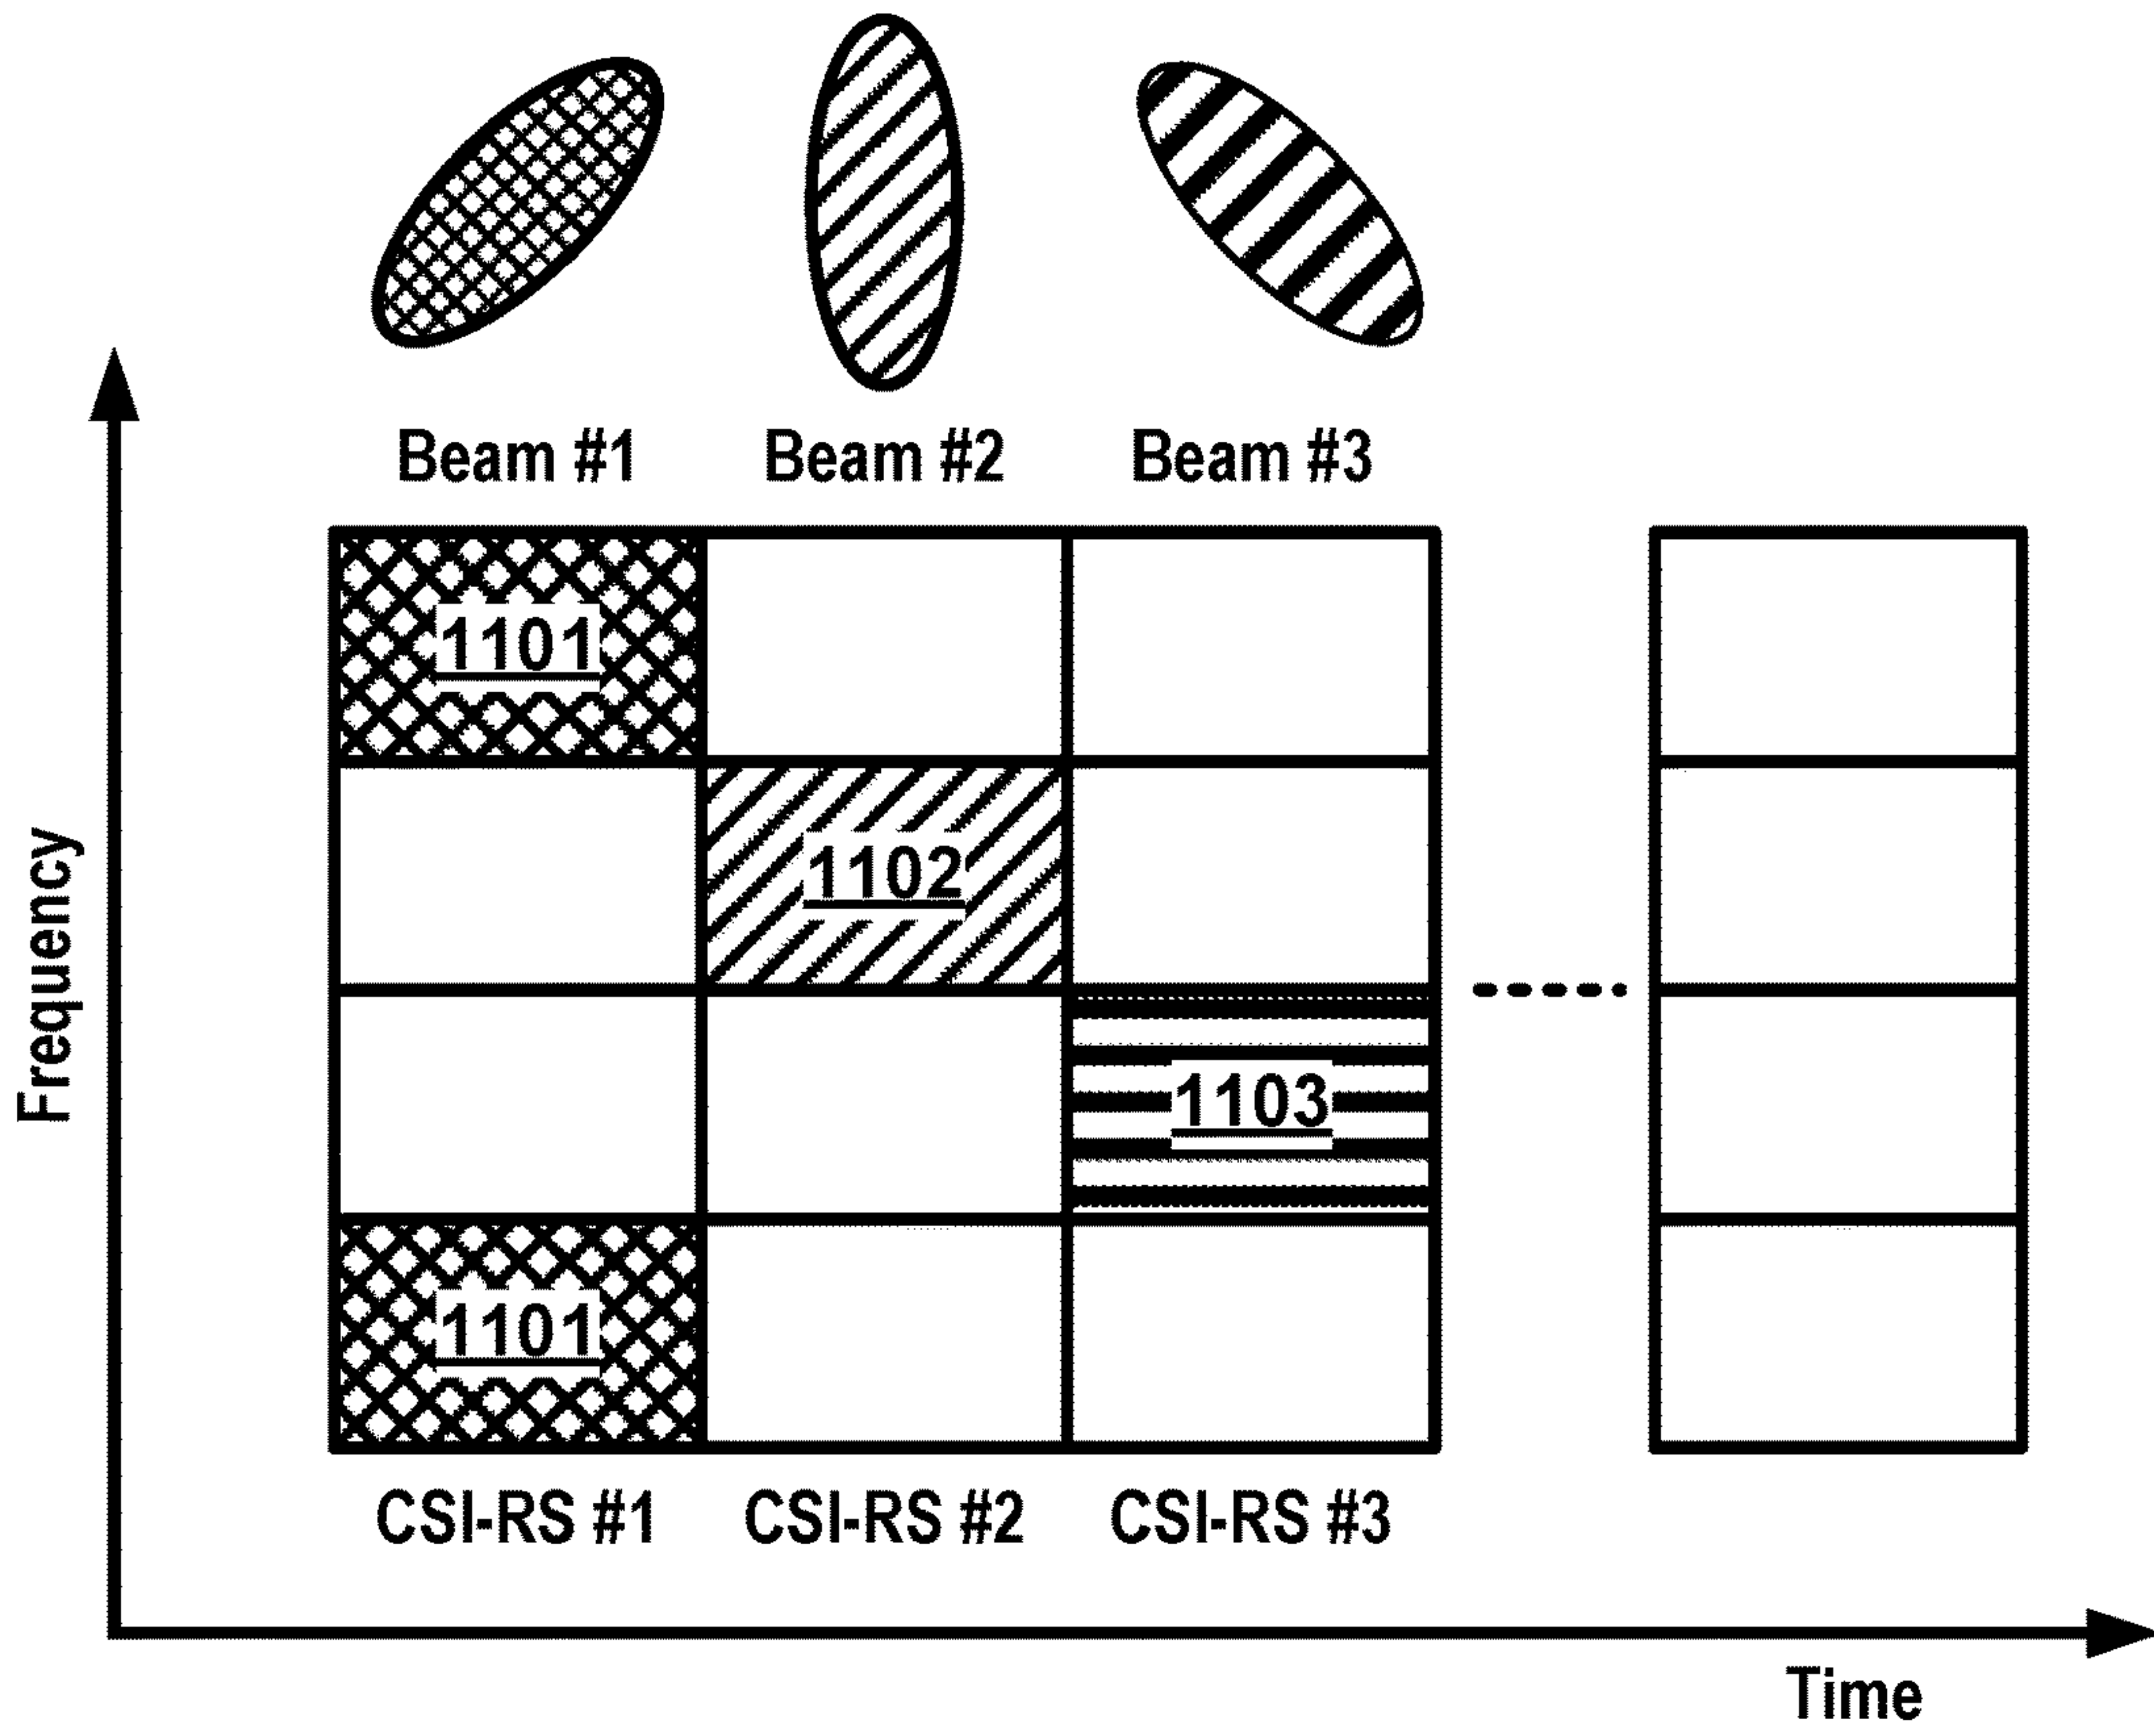 Beam #1 Beam #2 Beam #3
1101
1102
1103
1101
CSI-RS #1 CSI-RS #2 CSI-RS #3
Frequency
Time